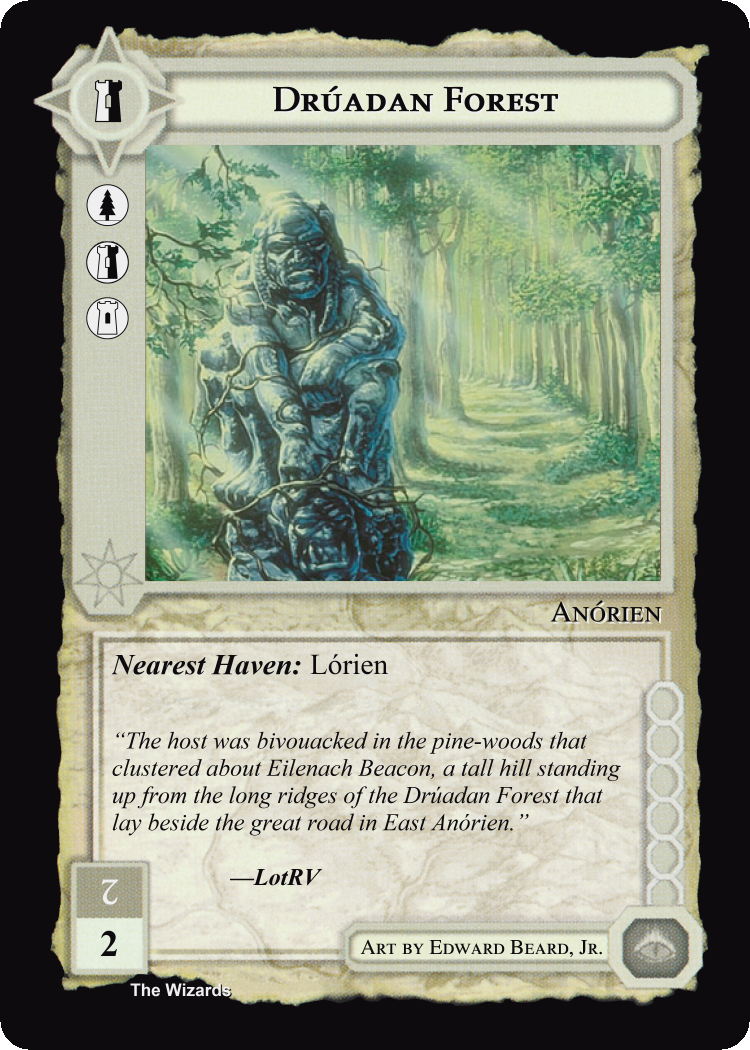 Drúadan Forest
Anórien
Nearest Haven: Lórien
“The host was bivouacked in the pine-woods that
clustered about Eilenach Beacon, a tall hill standing
up from the long ridges of the Drúadan Forest that
lay beside the great road in East Anórien.”
—LotRV
2
2
Art by Edward Beard, Jr.
The Wizards